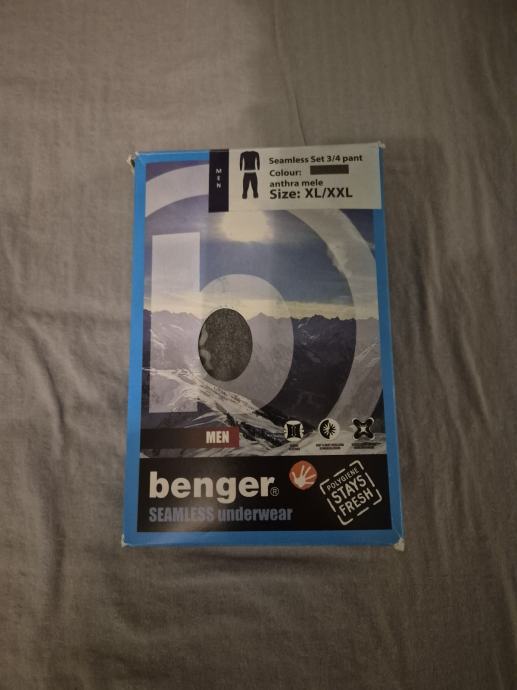 MEN
Seamless Set 3/4 pant
Colour:
anthra mele
Size: XL/XXL
b
MEN
benger®
SEAMLESS underwear
POLYGIENE
STAYS
FRESH